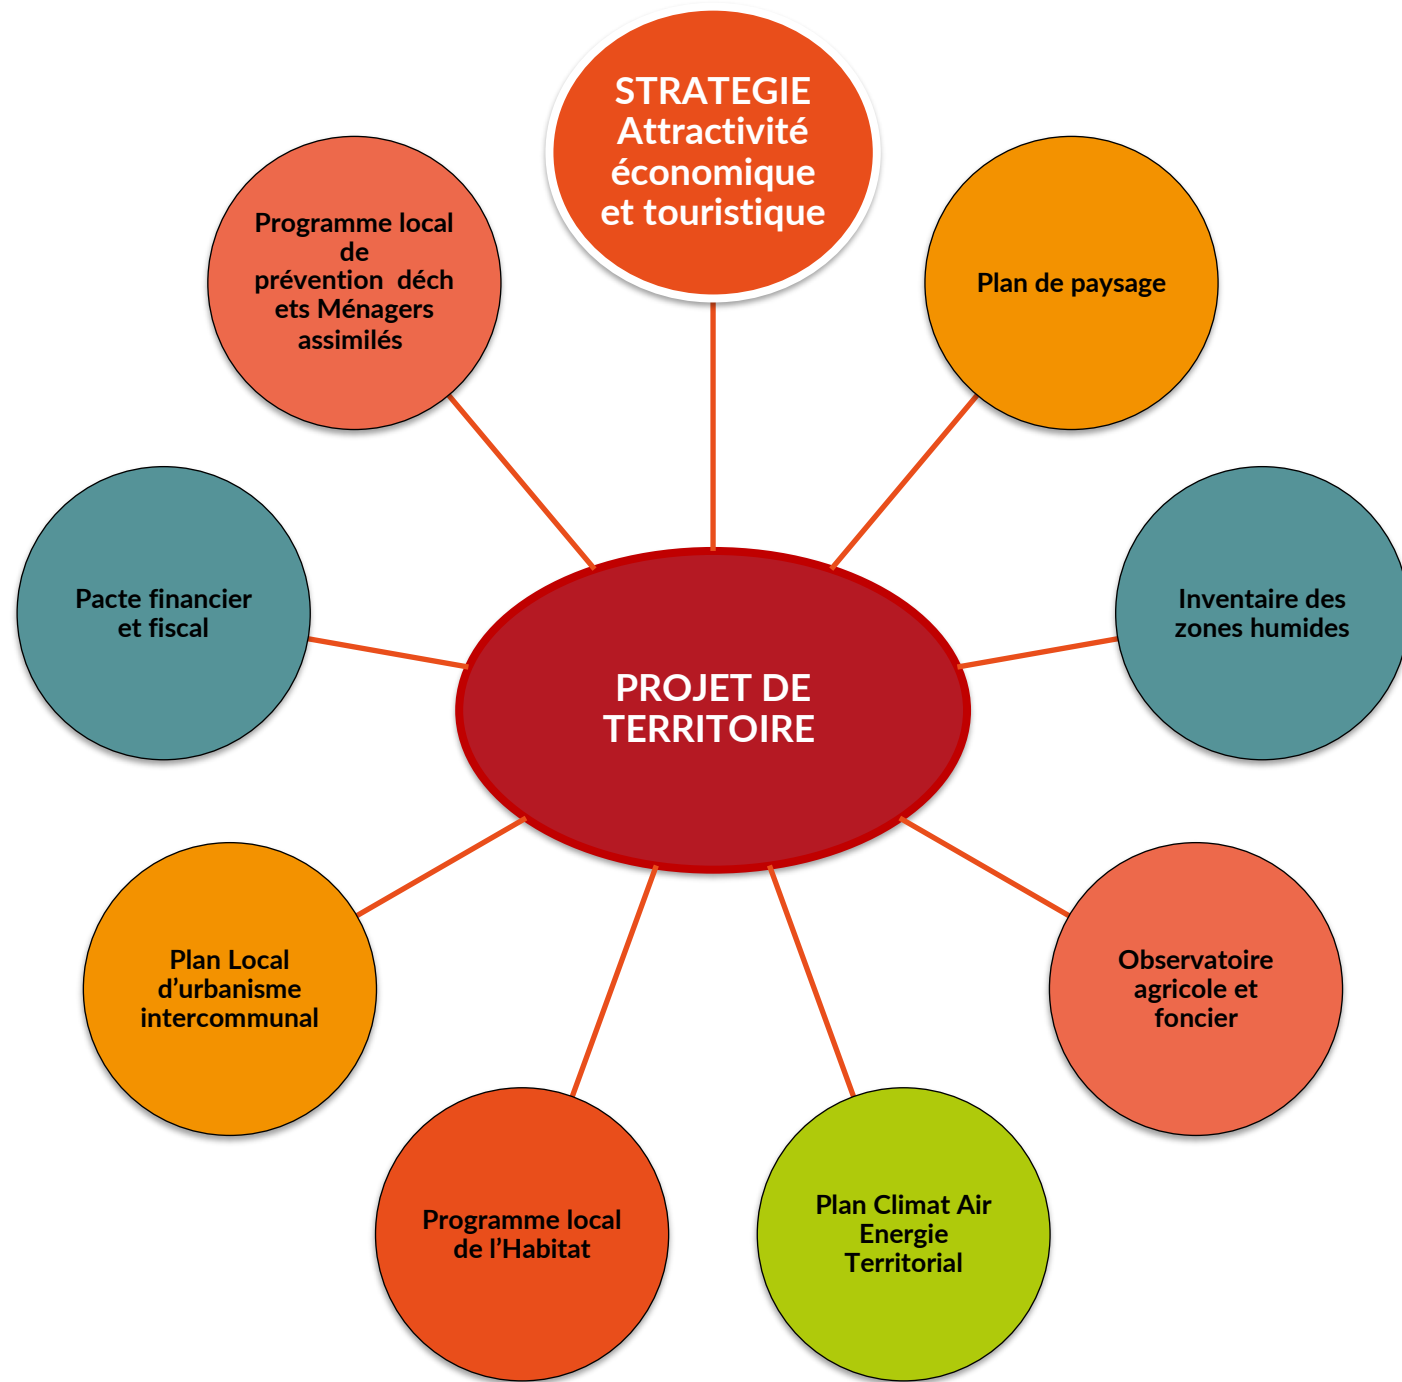 STRATEGIE
Attractivité
économique
et touristique
Programme local
de
prévention  déch
ets Ménagers
assimilés
Plan de paysage
Pacte financier
et fiscal
Inventaire des
zones humides
PROJET DE
TERRITOIRE
Plan Local
d’urbanisme
intercommunal
Observatoire
agricole et
foncier
Programme local
de l’Habitat
Plan Climat Air
Energie
Territorial